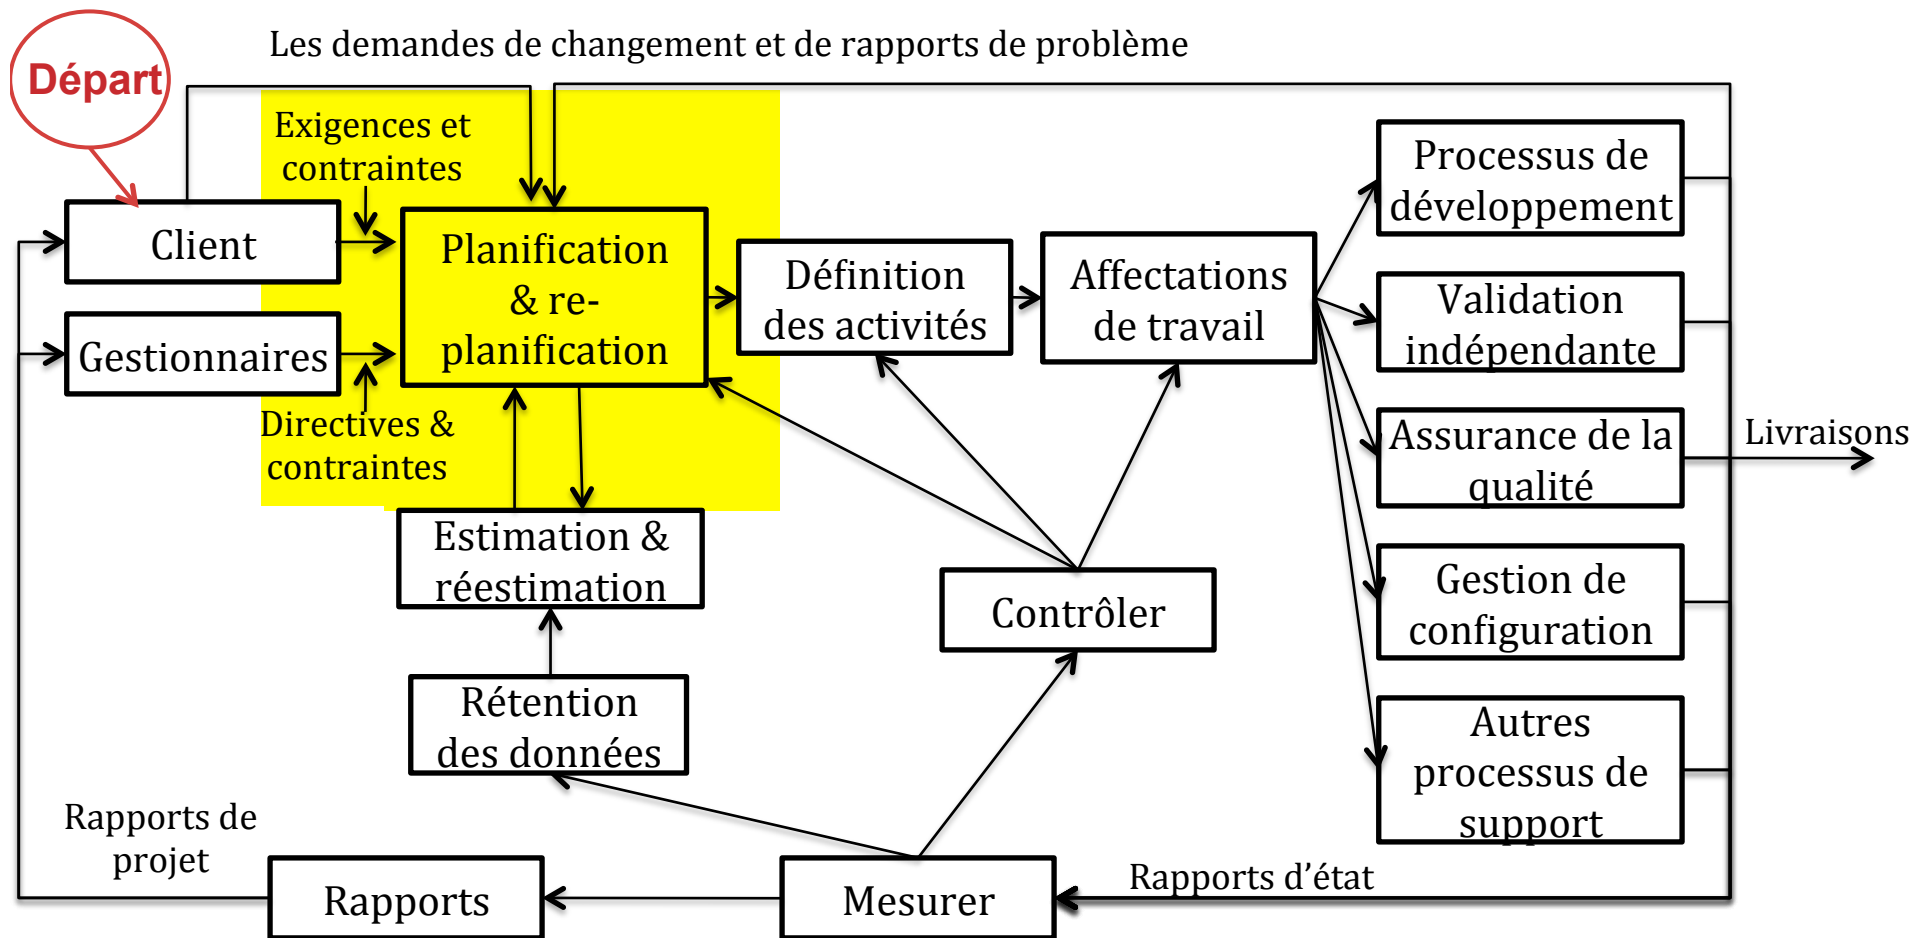 Les demandes de changement et de rapports de problème
Départ
Exigences et
contraintes
Client
Gestionnaires
Directives &
contraintes
Planification
& re-
planification
Définition
des activités
Affectations
de travail
Processus de
développement
Validation
indépendante
Assurance de la
qualité
Gestion de
configuration
Autres
processus de
support
Livraisons
Estimation &
réestimation
Contrôler
Rétention
des données
Rapports de
projet
Rapports
Mesurer
Rapports d’état